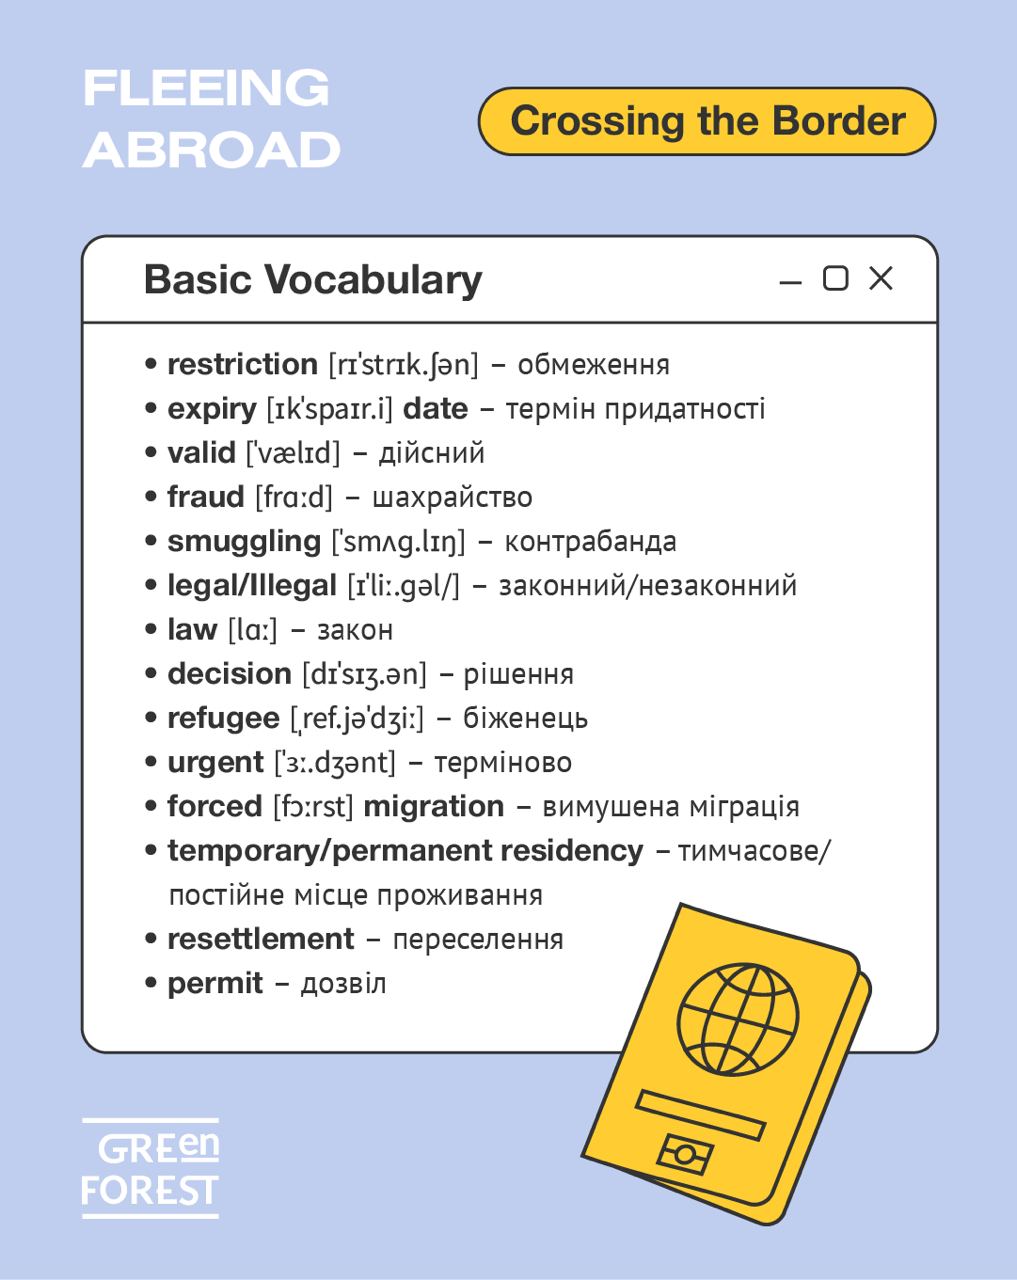 FLEEING
ABROAD
Crossing the Border
Basic Vocabulary
• restriction [rɪˈstrɪk.ʃən] – обмеження
• expiry [ɪkˈspaɪr.i] date – термін придатності
• valid [ˈvælɪd] – дійсний
• fraud [frɑːd] – шахрайство
• smuggling [ˈsmʌɡ.lɪŋ] – контрабанда
• legal/Illegal [ɪˈliː.ɡəl/] – законний/незаконний
• law [lɑː] – закон
• decision [dɪˈsɪʒ.ən] – рішення
• refugee [ˌref.jəˈdʒiː] – біженець
• urgent [ˈɜː.dʒənt] – терміново
• forced [fɔːrst] migration – вимушена міграція
• temporary/permanent residency – тимчасове/
постійне місце проживання
• resettlement – переселення
• permit – дозвіл
GREen
FOREST